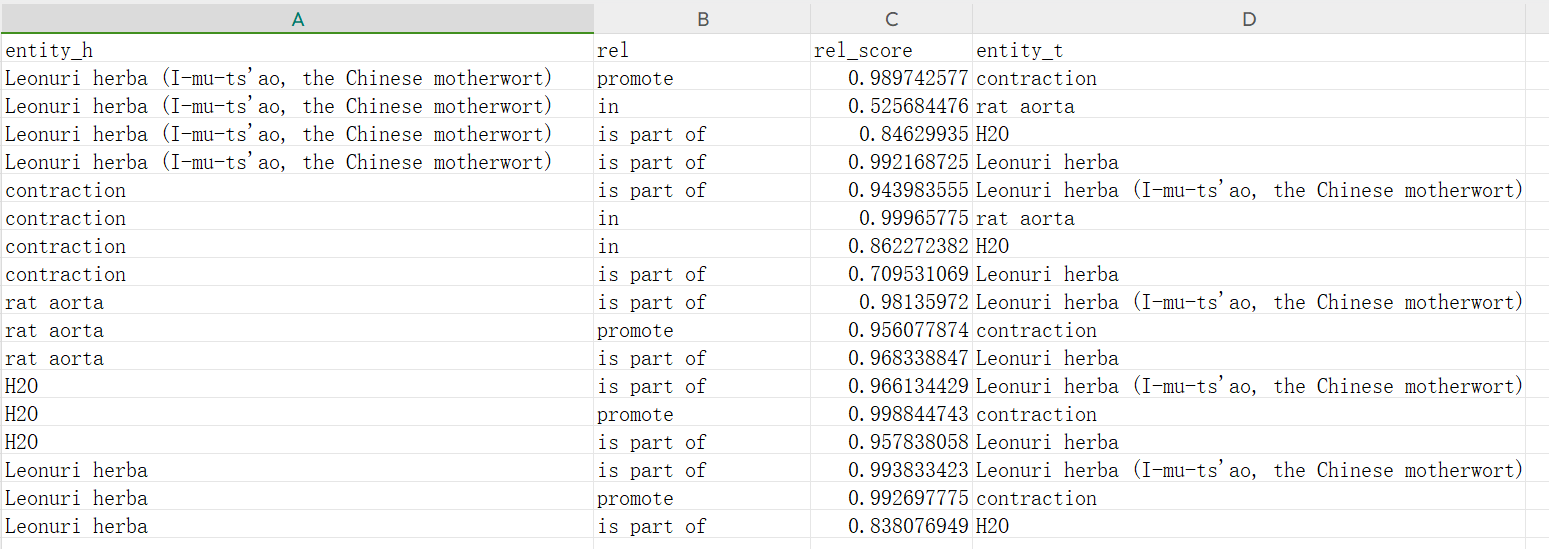 A B C D
entity_h rel rel_score entity_t
Leonuri herba (I-mu-ts'ao, the Chinese motherwort) promote 0.989742577 contraction
Leonuri herba (I-mu-ts'ao, the Chinese motherwort) in 0.525684476 rat aorta
Leonuri herba (I-mu-ts'ao, the Chinese motherwort) is part of 0.84629935 H2O
Leonuri herba (I-mu-ts'ao, the Chinese motherwort) is part of 0.992168725 Leonuri herba
contraction is part of 0.943983555 Leonuri herba (I-mu-ts'ao, the Chinese motherwort)
contraction in 0.99965775 rat aorta
contraction in 0.862272382 H2O
contraction is part of 0.709531069 Leonuri herba
rat aorta is part of 0.98135972 Leonuri herba (I-mu-ts'ao, the Chinese motherwort)
rat aorta promote 0.956077874 contraction
rat aorta is part of 0.968338847 Leonuri herba
H2O is part of 0.966134429 Leonuri herba (I-mu-ts'ao, the Chinese motherwort)
H2O promote 0.998844743 contraction
H2O is part of 0.957838058 Leonuri herba
Leonuri herba is part of 0.993833423 Leonuri herba (I-mu-ts'ao, the Chinese motherwort)
Leonuri herba promote 0.992697775 contraction
Leonuri herba is part of 0.838076949 H2O